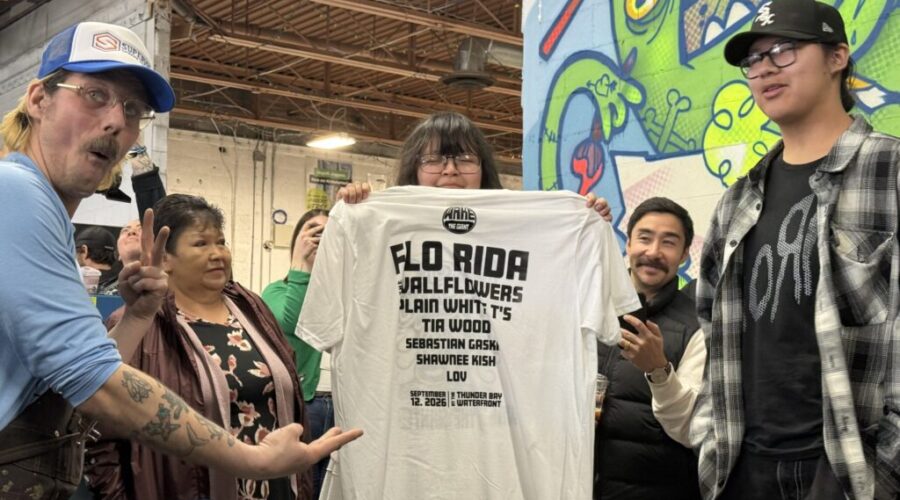 WAKE
THE GIANT
FLO RIDA
WALLFLOWERS
PLAIN WHITE T'S
TIA WOOD
SEBASTIAN GASKI
SHAWNEE KISH
LOV
SEPTEMBER
12. 2026
THUNDER BAY
WATERFRONT
KORN